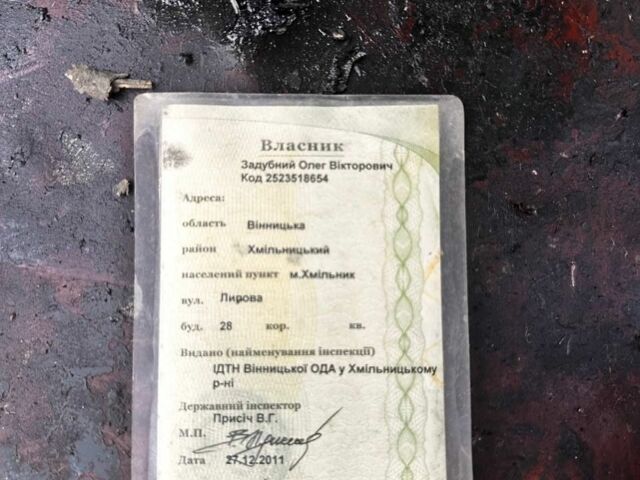 Власник
Задубний Олег Вікторович
Код 2523518654
Адреса:
область Вінницька
район Хмільницький
населений пункт м.Хмільник
вул. Лирова
буд. 28 кор. кв.
Видано (найменування інспекції)
ІДТН Вінницької ОДА у Хмільницькому
р-ні
Державний інспектор
Присіч В.Г.
М.П.
Дата 27.12.2011